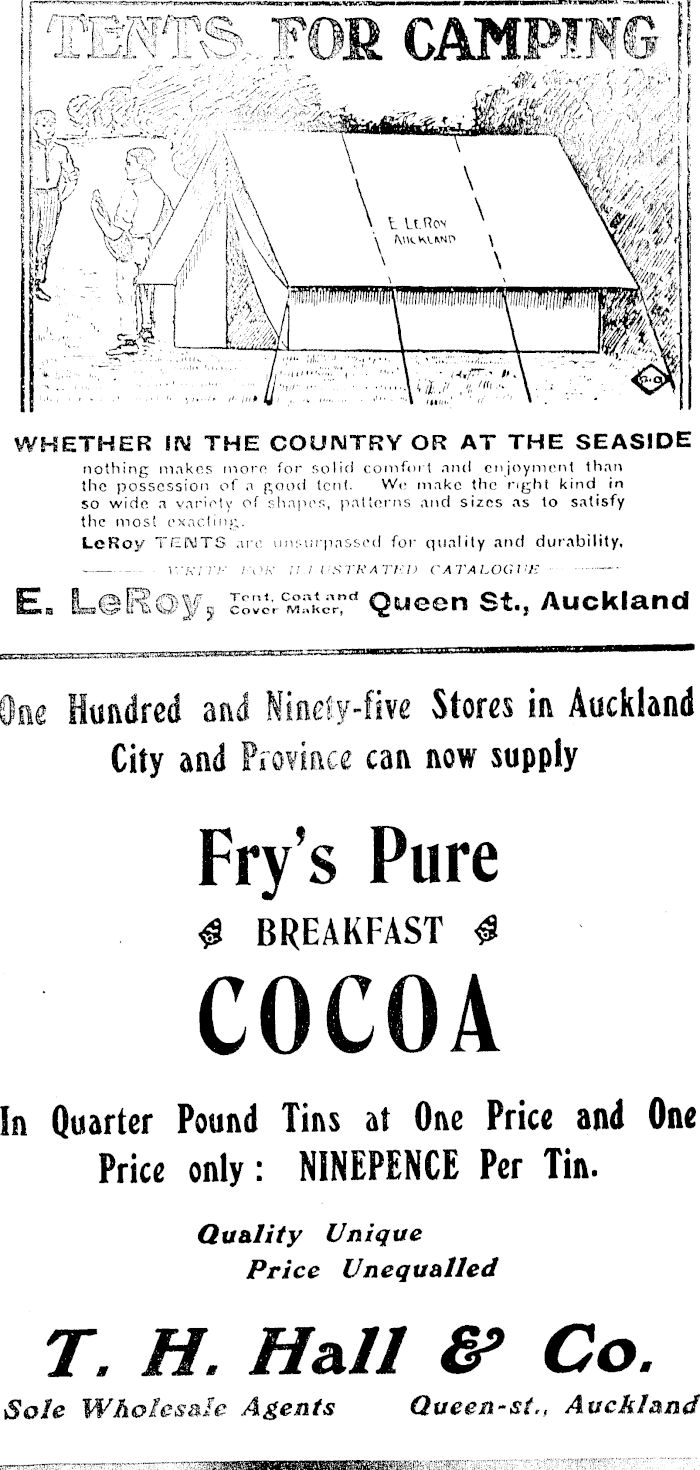 TENTS FOR CAMPING
E LEROY
AUCKLAND
WHETHER IN THE COUNTRY OR AT THE SEASIDE
nothing makes more for solid comfort and enjoyment than
the possession of a good tent. We make the right kind in
so wide a variety of shapes, patterns and sizes as to satisfy
the most exacting.
LeRoy TENTS are unsurpassed for quality and durability.
WRITE FOR ILLUSTRATED CATALOGUE
E. LeRoy, Tent, Coat and Cover Maker, Queen St., Auckland
One Hundred and Ninety-five Stores in Auckland
City and Province can now supply
Fry's Pure
BREAKFAST
COCOA
In Quarter Pound Tins at One Price and One
Price only : NINEPENCE Per Tin.
Quality Unique
Price Unequalled
T. H. Hall & Co.
Sole Wholesale Agents Queen-st., Auckland